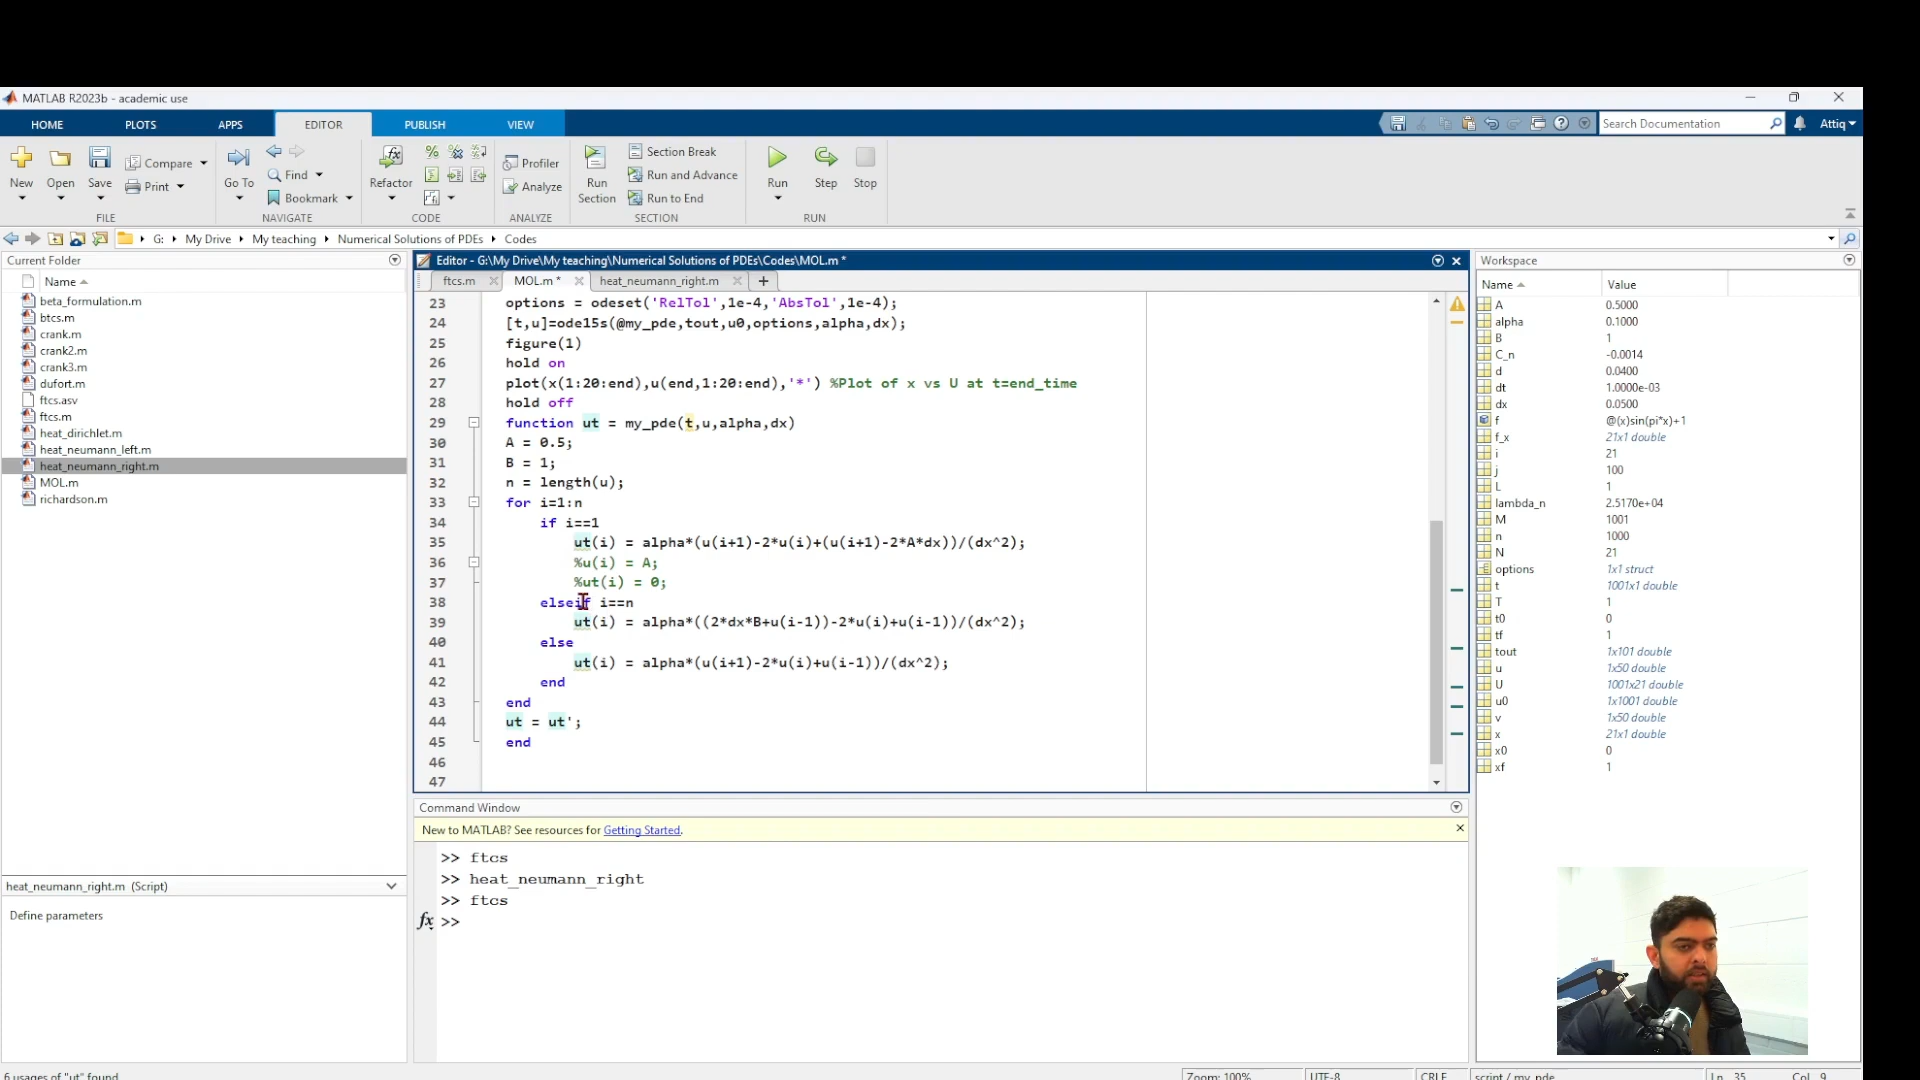 MATLAB R2023b - academic use
HOME PLOTS APPS EDITOR PUBLISH VIEW
Search Documentation Attiq
New Open Save Compare Print Go To Find Bookmark Refactor Profiler Analyze Run Section Section Break Run and Advance Run to End Run Step Stop
FILE NAVIGATE CODE ANALYZE SECTION RUN
G: My Drive My teaching Numerical Solutions of PDEs Codes
Current Folder
Name
beta_formulation.m
btcs.m
crank.m
crank2.m
crank3.m
dufort.m
ftcs.asv
ftcs.m
heat_dirichlet.m
heat_neumann_left.m
heat_neumann_right.m
MOL.m
richardson.m
heat_neumann_right.m (Script)
Define parameters
Editor - G:\My Drive\My teaching\Numerical Solutions of PDEs\Codes\MOL.m *
ftcs.m MOL.m * heat_neumann_right.m
23 options = odeset('RelTol',1e-4,'AbsTol',1e-4);
24 [t,u]=ode15s(@my_pde,tout,u0,options,alpha,dx);
25 figure(1)
26 hold on
27 plot(x(1:20:end),u(end,1:20:end),'*') %Plot of x vs U at t=end_time
28 hold off
29 function ut = my_pde(t,u,alpha,dx)
30 A = 0.5;
31 B = 1;
32 n = length(u);
33 for i=1:n
34 if i==1
35 ut(i) = alpha*(u(i+1)-2*u(i)+(u(i+1)-2*A*dx))/(dx^2);
36 %u(i) = A;
37 %ut(i) = 0;
38 elseif i==n
39 ut(i) = alpha*((2*dx*B+u(i-1))-2*u(i)+u(i-1))/(dx^2);
40 else
41 ut(i) = alpha*(u(i+1)-2*u(i)+u(i-1))/(dx^2);
42 end
43 end
44 ut = ut';
45 end
46
47
Command Window
New to MATLAB? See resources for Getting Started.
>> ftcs
>> heat_neumann_right
>> ftcs
fx >>
Workspace
Name Value
A 0.5000
alpha 0.1000
B 1
C_n -0.0014
d 0.0400
dt 1.0000e-03
dx 0.0500
f @(x)sin(pi*x)+1
f_x 21x1 double
i 21
j 100
L 1
lambda_n 2.5170e+04
M 1001
n 1000
N 21
options 1x1 struct
t 1001x1 double
T 1
t0 0
tf 1
tout 1x101 double
u 1x50 double
U 1001x21 double
u0 1x1001 double
v 1x50 double
x 21x1 double
x0 0
xf 1
6 usages of "ut" found
Zoom: 100% UTF-8 CRLF script / my_pde Ln 35 Col 9